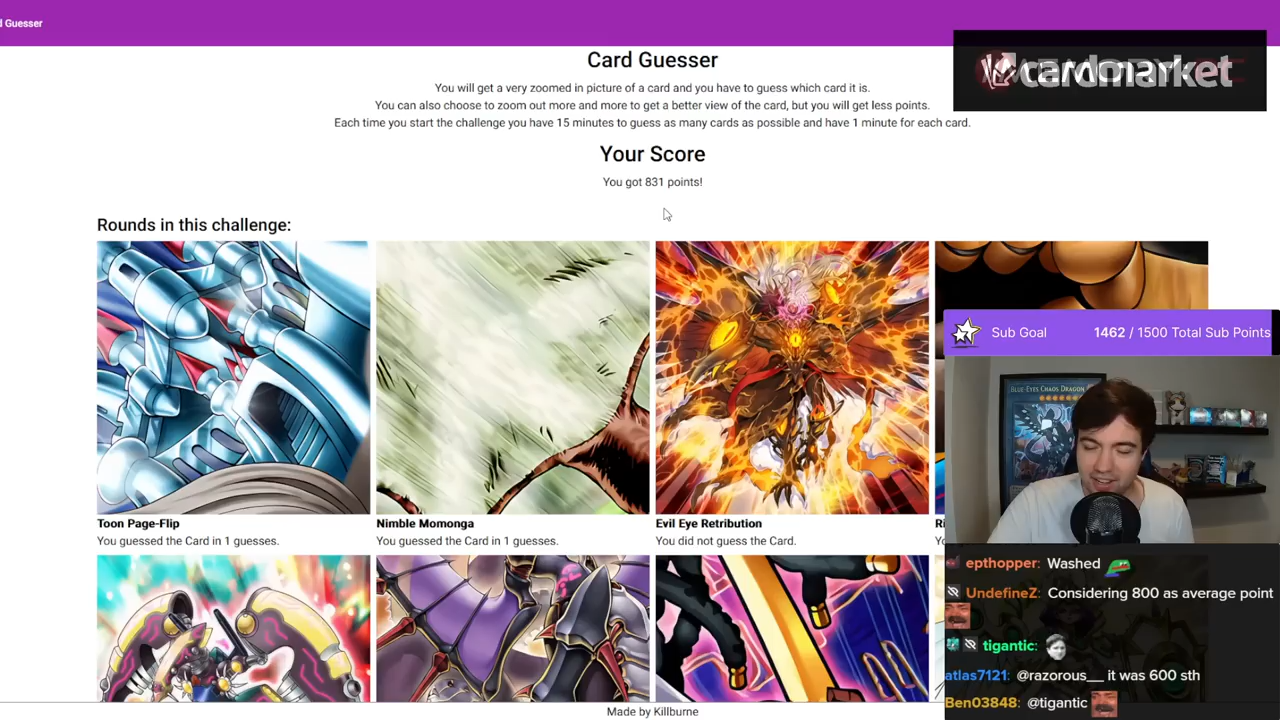 d Guesser
cardmarket
Card Guesser
You will get a very zoomed in picture of a card and you have to guess which card it is.
You can also choose to zoom out more and more to get a better view of the card, but you will get less points.
Each time you start the challenge you have 15 minutes to guess as many cards as possible and have 1 minute for each card.
Your Score
You got 831 points!
Rounds in this challenge:
Toon Page-Flip
You guessed the Card in 1 guesses.
Nimble Momonga
You guessed the Card in 1 guesses.
Evil Eye Retribution
You did not guess the Card.
Ri
Sub Goal
1462 / 1500 Total Sub Points
BLUE-EYES CHAOS DRAGON
epthopper: Washed
UndefineZ: Considering 800 as average point
tigantic:
atlas7121: @razorous__ it was 600 sth
Ben03848: @tigantic
Made by Killburne